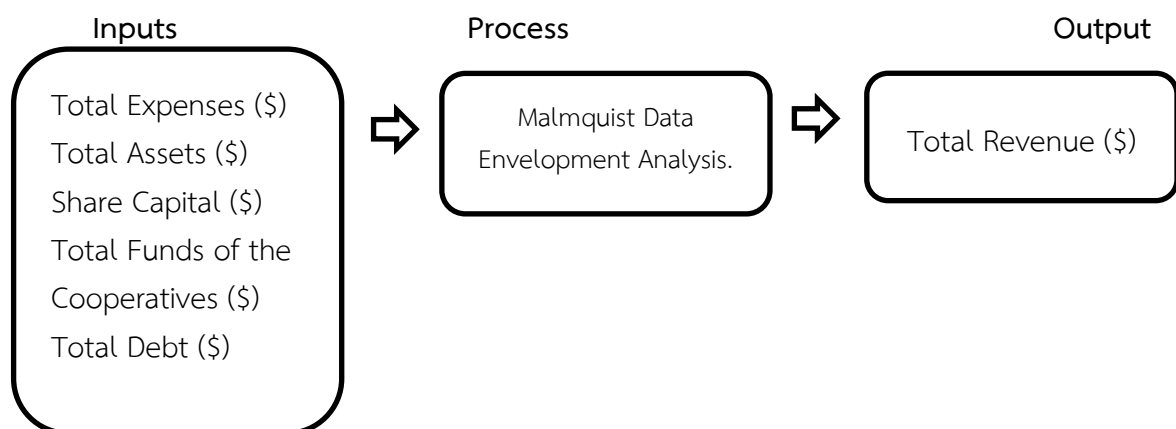 Inputs
Process
Output
Total Expenses ($)
Total Assets ($)
Share Capital ($)
Total Funds of the
Cooperatives ($)
Total Debt ($)
Malmquist Data
Envelopment Analysis.
Total Revenue ($)